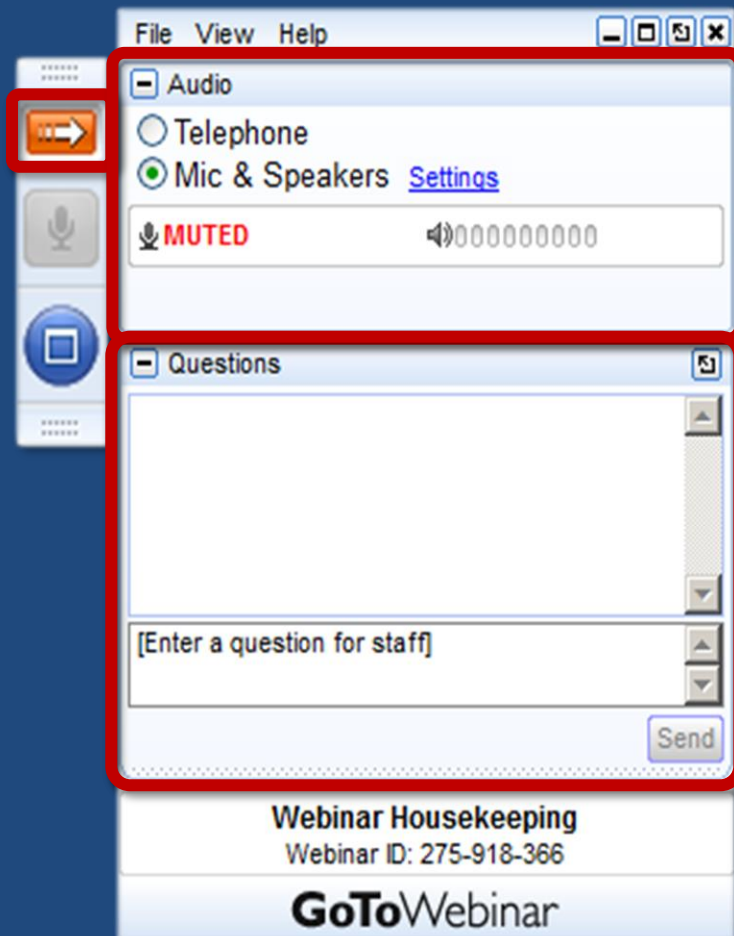 File View Help
Audio
Telephone
Mic & Speakers Settings
MUTED 000000000
Questions
[Enter a question for staff]
Send
Webinar Housekeeping
Webinar ID: 275-918-366
GoToWebinar